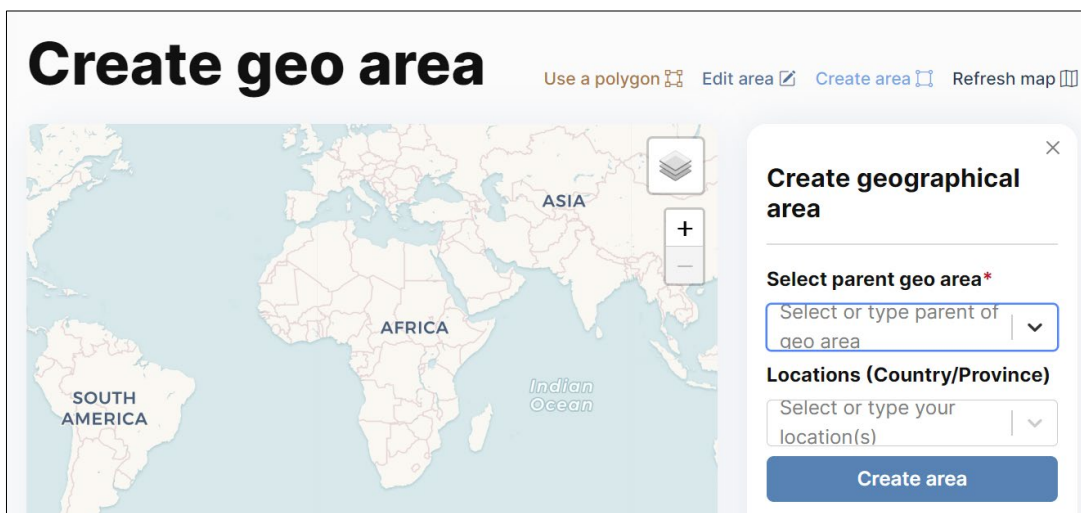 Create geo area
Use a polygon Edit area Create area Refresh map
ASIA
AFRICA
SOUTH
AMERICA
Indian
Ocean
+
−
×
Create geographical
area
Select parent geo area*
Select or type parent of
geo area
Locations (Country/Province)
Select or type your
location(s)
Create area